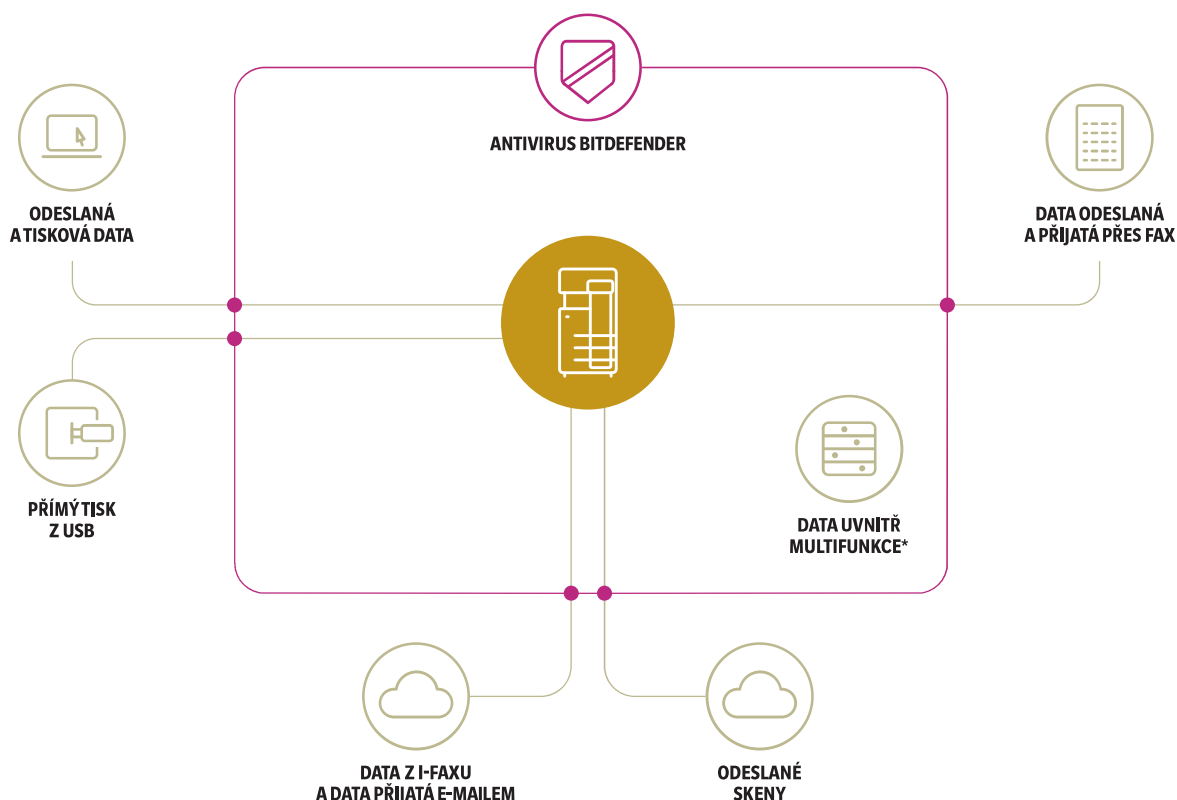 ANTIVIRUS BITDEFENDER
ODESLANÁ
A TISKOVÁ DATA
DATA ODESLANÁ
A PŘIJATÁ PŘES FAX
PŘÍMÝ TISK
Z USB
DATA UVNITŘ
MULTIFUNKCE*
DATA Z I-FAXU
A DATA PŘIJATÁ E-MAILEM
ODESLANÉ
SKENY